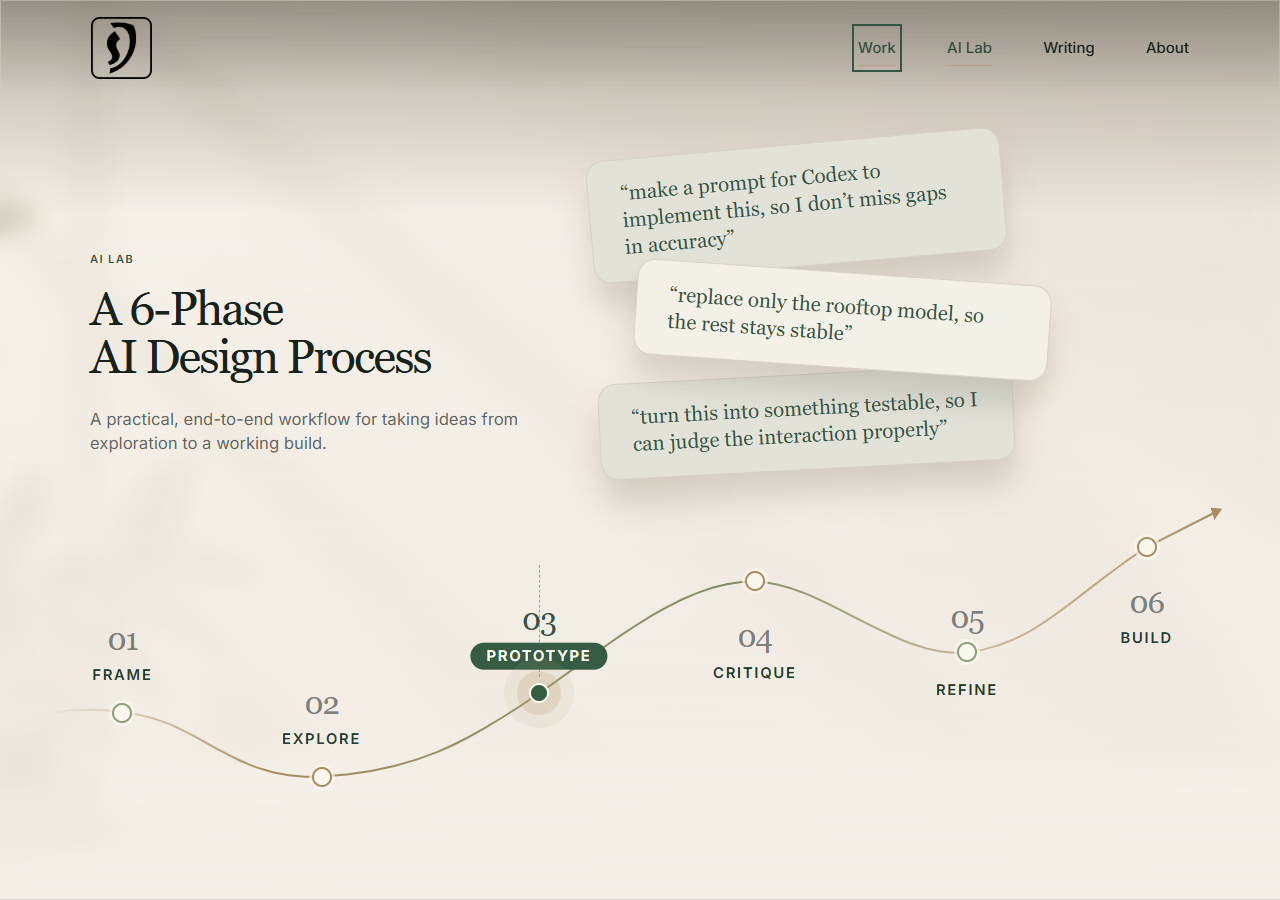 Work
AI Lab
Writing
About
“make a prompt for Codex to
implement this, so I don’t miss gaps
in accuracy”
“replace only the rooftop model, so
the rest stays stable”
“turn this into something testable, so I
can judge the interaction properly”
AI LAB
A 6-Phase
AI Design Process
A practical, end-to-end workflow for taking ideas from
exploration to a working build.
01
FRAME
02
EXPLORE
03
PROTOTYPE
04
CRITIQUE
05
REFINE
06
BUILD